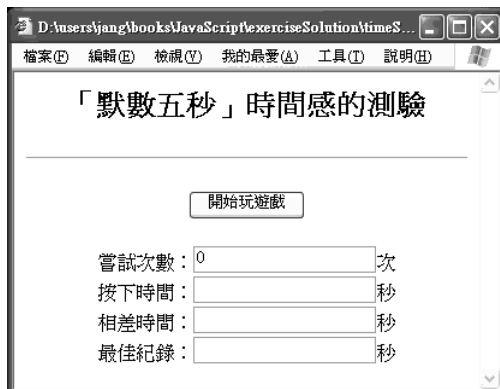 D:\users\jang\books\JavaScript\exerciseSolution\timeS...
檔案(F) 編輯(E) 檢視(V) 我的最愛(A) 工具(T) 說明(H)
「默數五秒」時間感的測驗
開始玩遊戲
嘗試次數：0次
按下時間：秒
相差時間：秒
最佳紀錄：秒